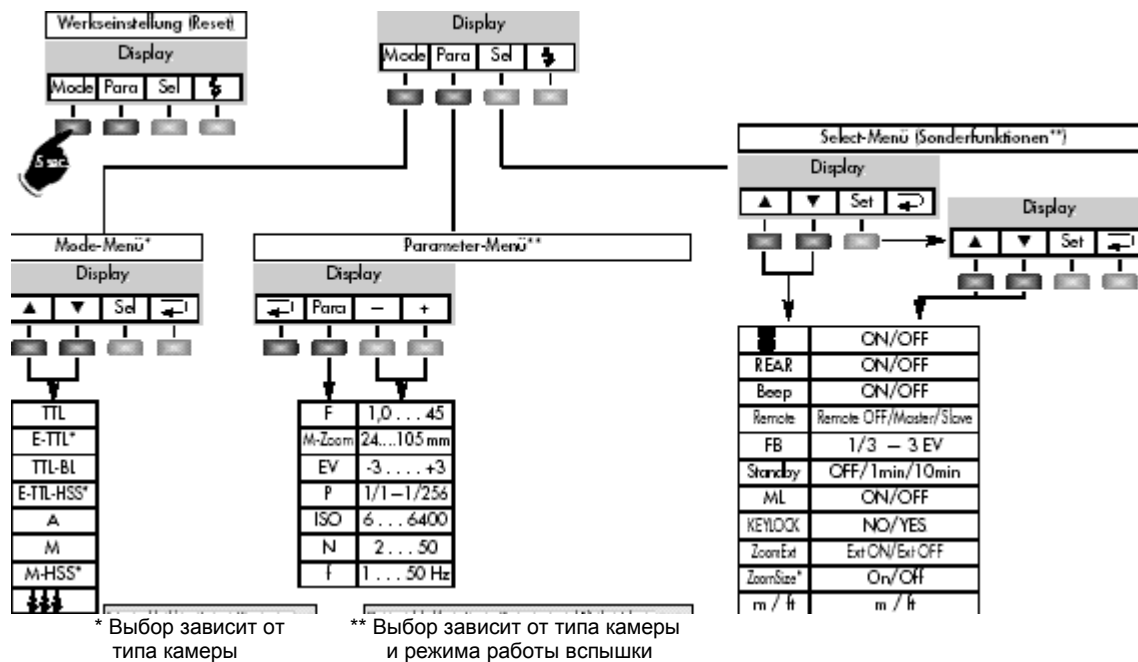 Werkseinstellung (Reset)
Display
Mode Para Sel
5 sec
Display
Mode Para Sel
Select-Menü (Sonderfunktionen**)
Display
▲ ▼ Set
Display
▲ ▼ Set
Mode-Menü*
Display
▲ ▼ Sel
TTL
E-TTL*
TTL-BL
E-TTL-HSS*
A
M
M-HSS*
Parameter-Menü**
Display
Para − +
F 1,0 . . . 45
M-Zoom 24....105 mm
EV -3 . . . . +3
P 1/1−1/256
ISO 6 . . . 6400
N 2 . . . 50
f 1 . . . 50 Hz
ON/OFF
REAR ON/OFF
Beep ON/OFF
Remote Remote OFF/Master/Slave
FB 1/3 − 3 EV
Standby OFF/1min/10min
ML ON/OFF
KEYLOCK NO/YES
ZoomExt Ext ON/Ext OFF
ZoomSize* On/Off
m / ft m / ft
* Выбор зависит от
типа камеры
** Выбор зависит от типа камеры
и режима работы вспышки